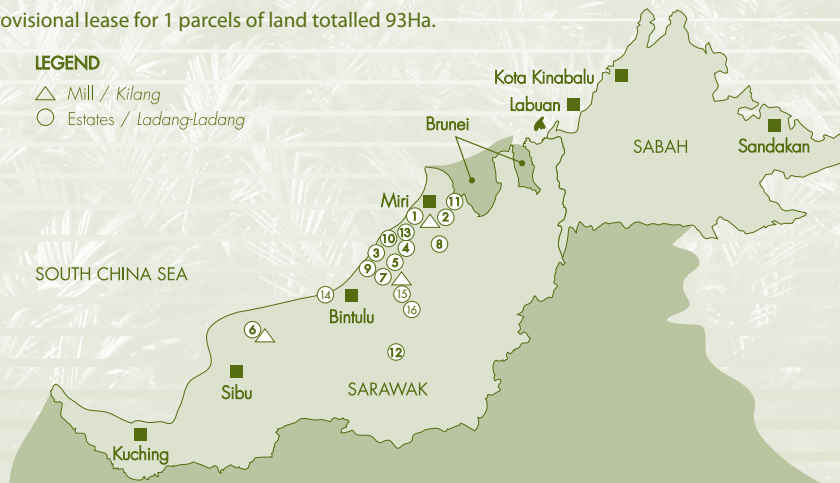 rovisional lease for 1 parcels of land totalled 93Ha.
LEGEND
Mill / Kilang
Estates / Ladang-Ladang
Kota Kinabalu
Labuan
Brunei
SABAH
Sandakan
Miri
11
1
2
13
10
8
4
3
5
9
7
SOUTH CHINA SEA
14
15
Bintulu
16
6
12
Sibu
SARAWAK
Kuching